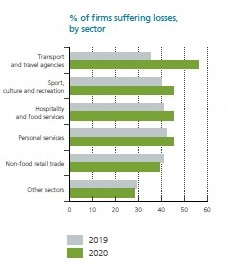 % of firms suffering losses,
by sector
Transport
and travel agencies
Sport,
culture and recreation
Hospitality
and food services
Personal services
Non-food retail trade
Other sectors
0 10 20 30 40 50 60
2019
2020